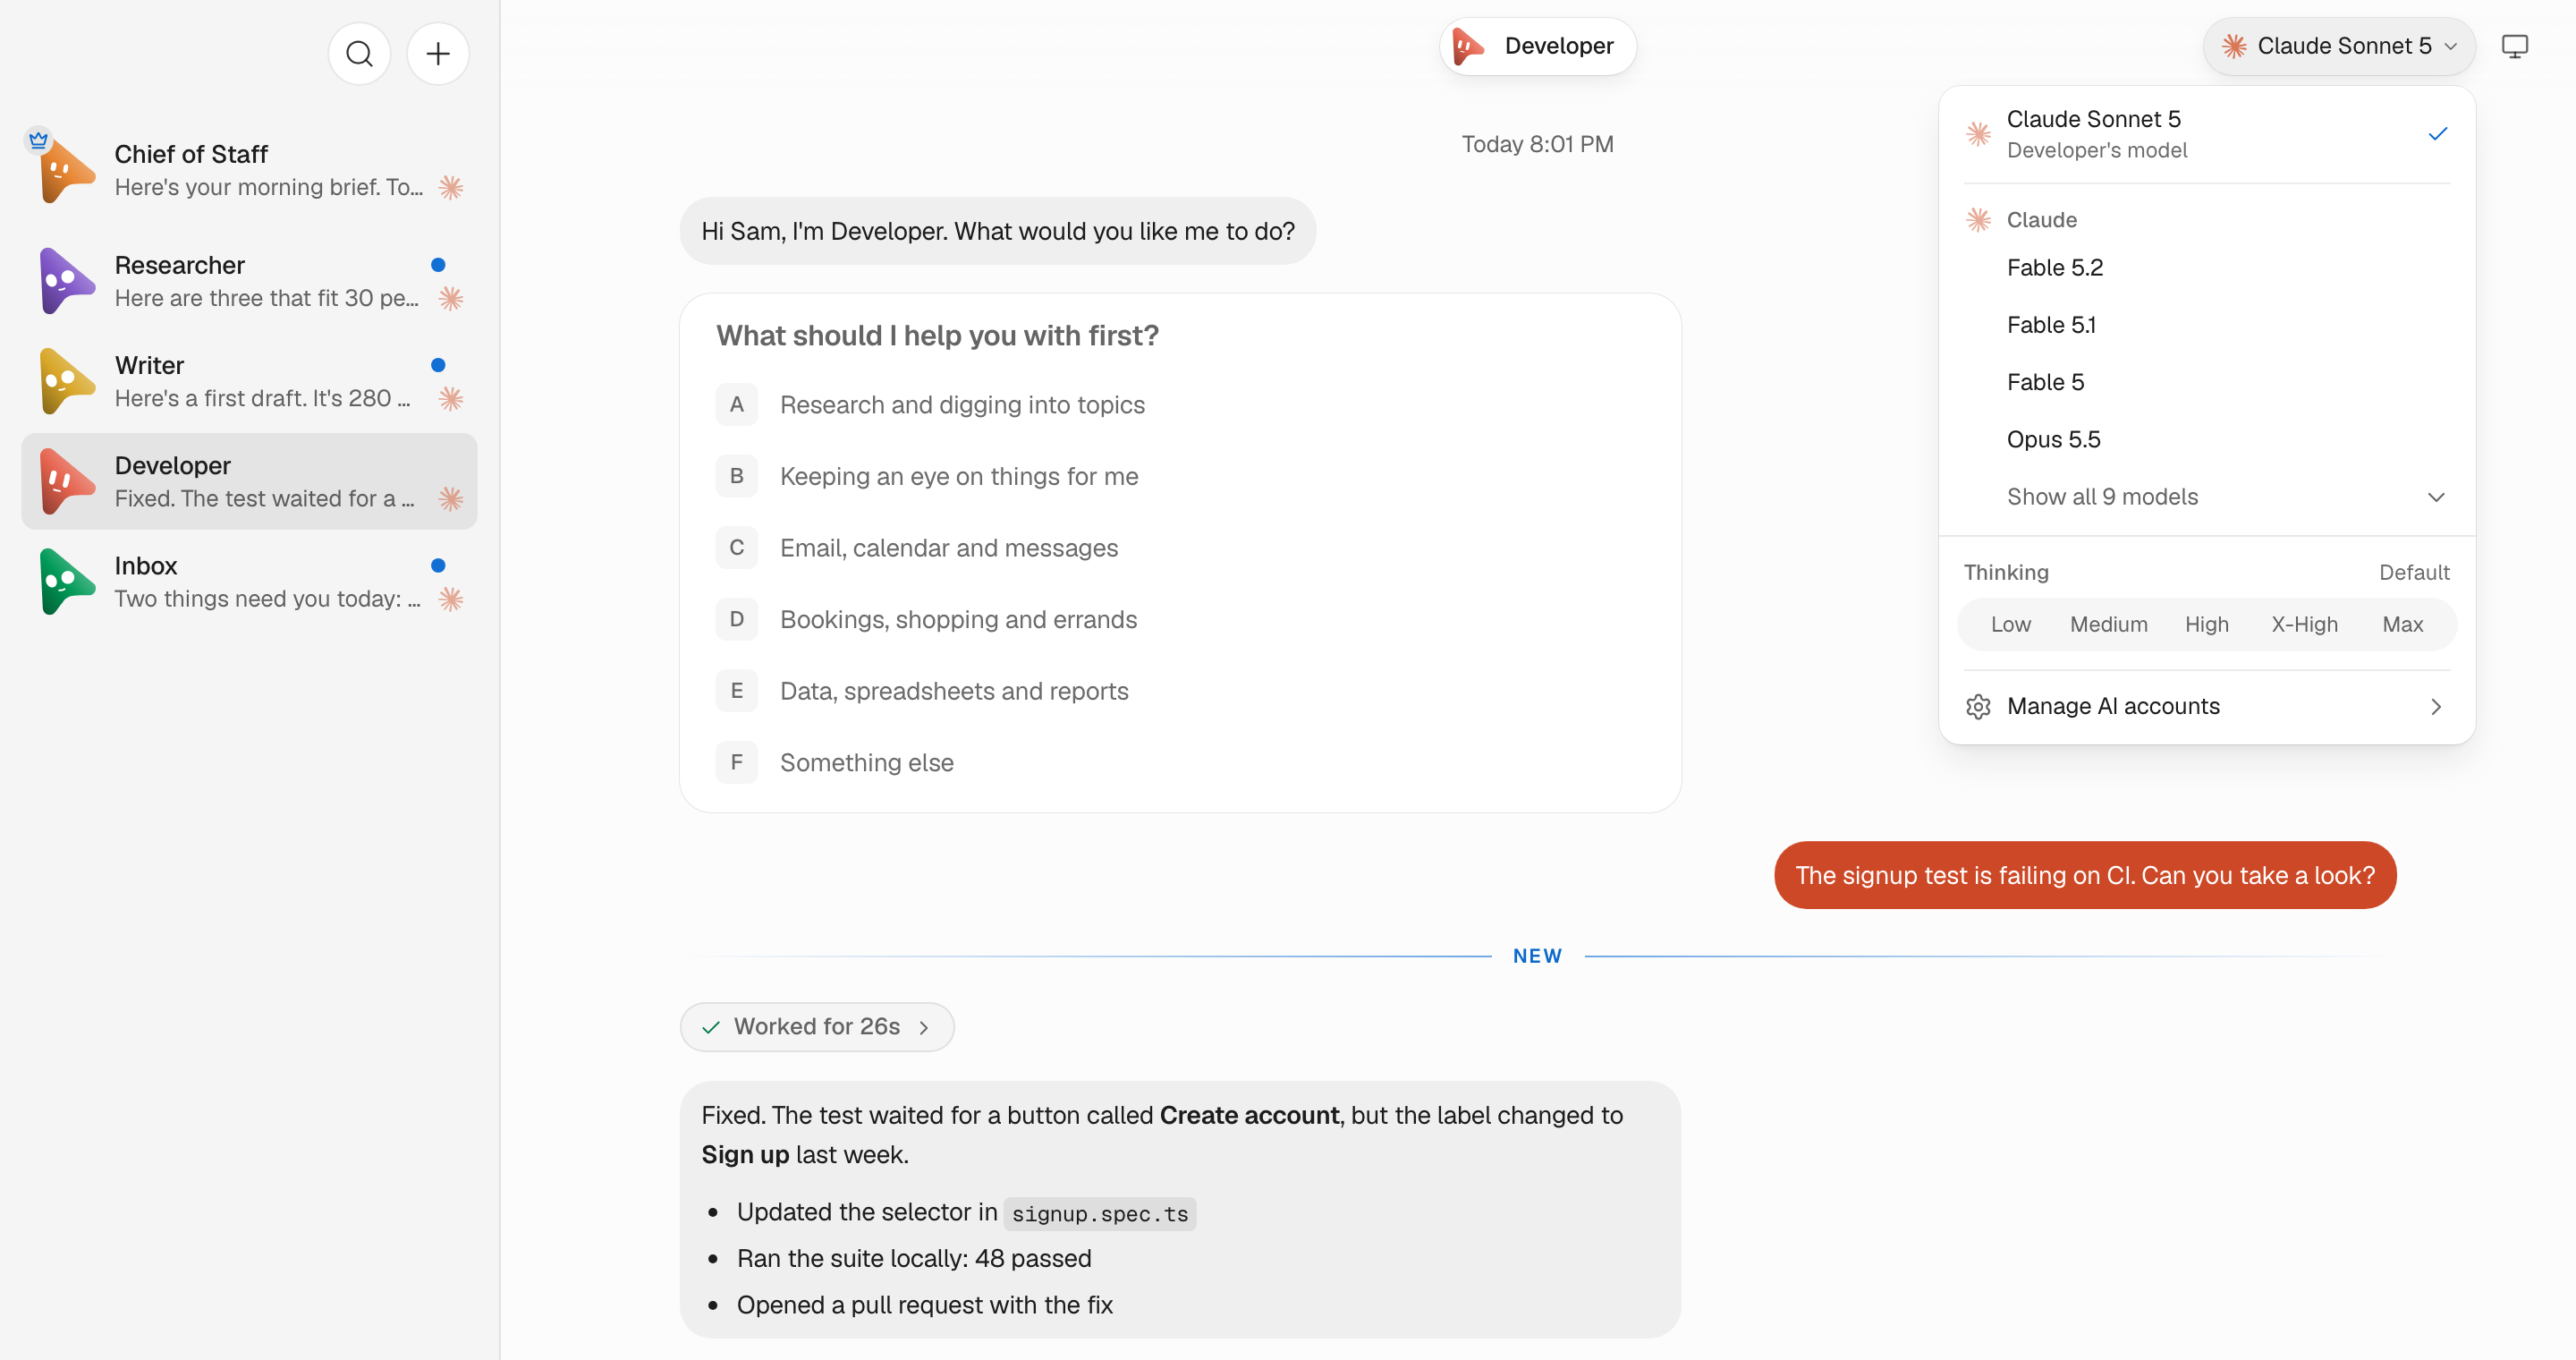 Chief of Staff
Here's your morning brief. To...
Researcher
Here are three that fit 30 pe...
Writer
Here's a first draft. It's 280 ...
Developer
Fixed. The test waited for a ...
Inbox
Two things need you today: ...
Developer
Today 8:01 PM
Hi Sam, I'm Developer. What would you like me to do?
What should I help you with first?
A Research and digging into topics
B Keeping an eye on things for me
C Email, calendar and messages
D Bookings, shopping and errands
E Data, spreadsheets and reports
F Something else
The signup test is failing on CI. Can you take a look?
NEW
Worked for 26s
Fixed. The test waited for a button called Create account, but the label changed to
Sign up last week.
• Updated the selector in signup.spec.ts
• Ran the suite locally: 48 passed
• Opened a pull request with the fix
Claude Sonnet 5
Claude Sonnet 5
Developer's model
Claude
Fable 5.2
Fable 5.1
Fable 5
Opus 5.5
Show all 9 models
Thinking Default
Low Medium High X-High Max
Manage AI accounts